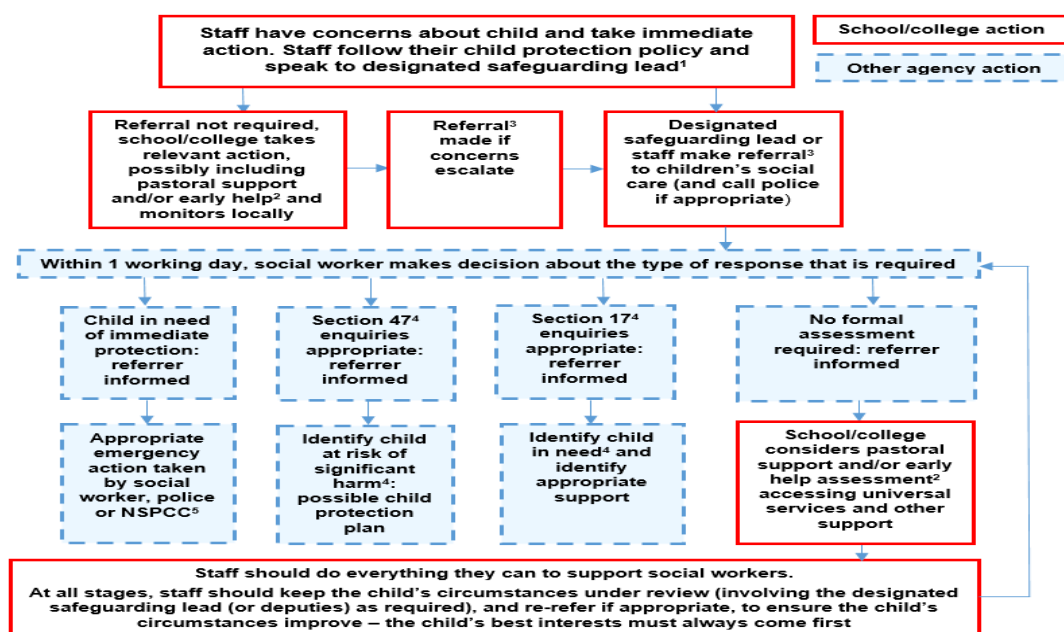 Staff have concerns about child and take immediate
action. Staff follow their child protection policy and
speak to designated safeguarding lead¹
School/college action
Other agency action
Referral not required,
school/college takes
relevant action,
possibly including
pastoral support
and/or early help² and
monitors locally
Referral³
made if
concerns
escalate
Designated
safeguarding lead or
staff make referral³
to children's social
care (and call police
if appropriate)
Within 1 working day, social worker makes decision about the type of response that is required
Child in need
of immediate
protection:
referrer
informed
Section 47⁴
enquiries
appropriate:
referrer
informed
Section 17⁴
enquiries
appropriate:
referrer
informed
No formal
assessment
required: referrer
informed
Appropriate
emergency
action taken
by social
worker, police
or NSPCC⁵
Identify child
at risk of
significant
harm⁴:
possible child
protection
plan
Identify child
in need⁴ and
identify
appropriate
support
School/college
considers pastoral
support and/or early
help assessment²
accessing universal
services and other
support
Staff should do everything they can to support social workers.
At all stages, staff should keep the child's circumstances under review (involving the designated
safeguarding lead (or deputies) as required), and re-refer if appropriate, to ensure the child's
circumstances improve – the child's best interests must always come first